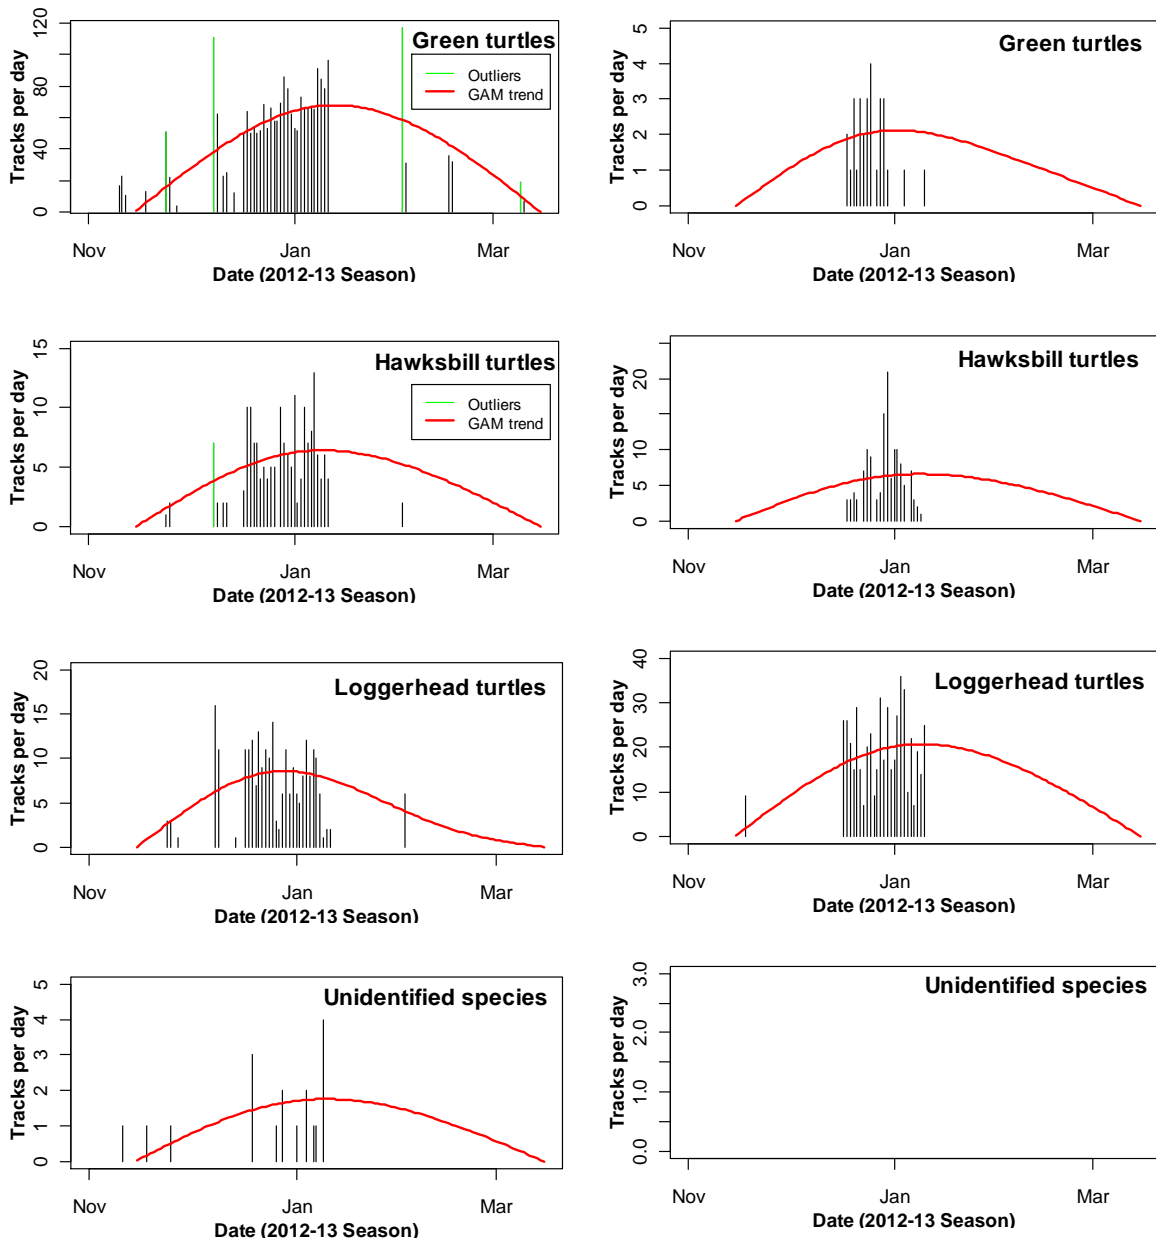 Green turtles
Outliers
GAM trend
Tracks per day
0
40
80
120
Nov
Jan
Mar
Date (2012-13 Season)
Green turtles
Tracks per day
0
1
2
3
4
5
Nov
Jan
Mar
Date (2012-13 Season)
Hawksbill turtles
Outliers
GAM trend
Tracks per day
0
5
10
15
Nov
Jan
Mar
Date (2012-13 Season)
Hawksbill turtles
Tracks per day
0
5
10
20
Nov
Jan
Mar
Date (2012-13 Season)
Loggerhead turtles
Tracks per day
0
5
10
15
20
Nov
Jan
Mar
Date (2012-13 Season)
Loggerhead turtles
Tracks per day
0
10
20
30
40
Nov
Jan
Mar
Date (2012-13 Season)
Unidentified species
Tracks per day
0
1
2
3
4
5
Nov
Jan
Mar
Date (2012-13 Season)
Unidentified species
Tracks per day
0.0
1.0
2.0
3.0
Nov
Jan
Mar
Date (2012-13 Season)